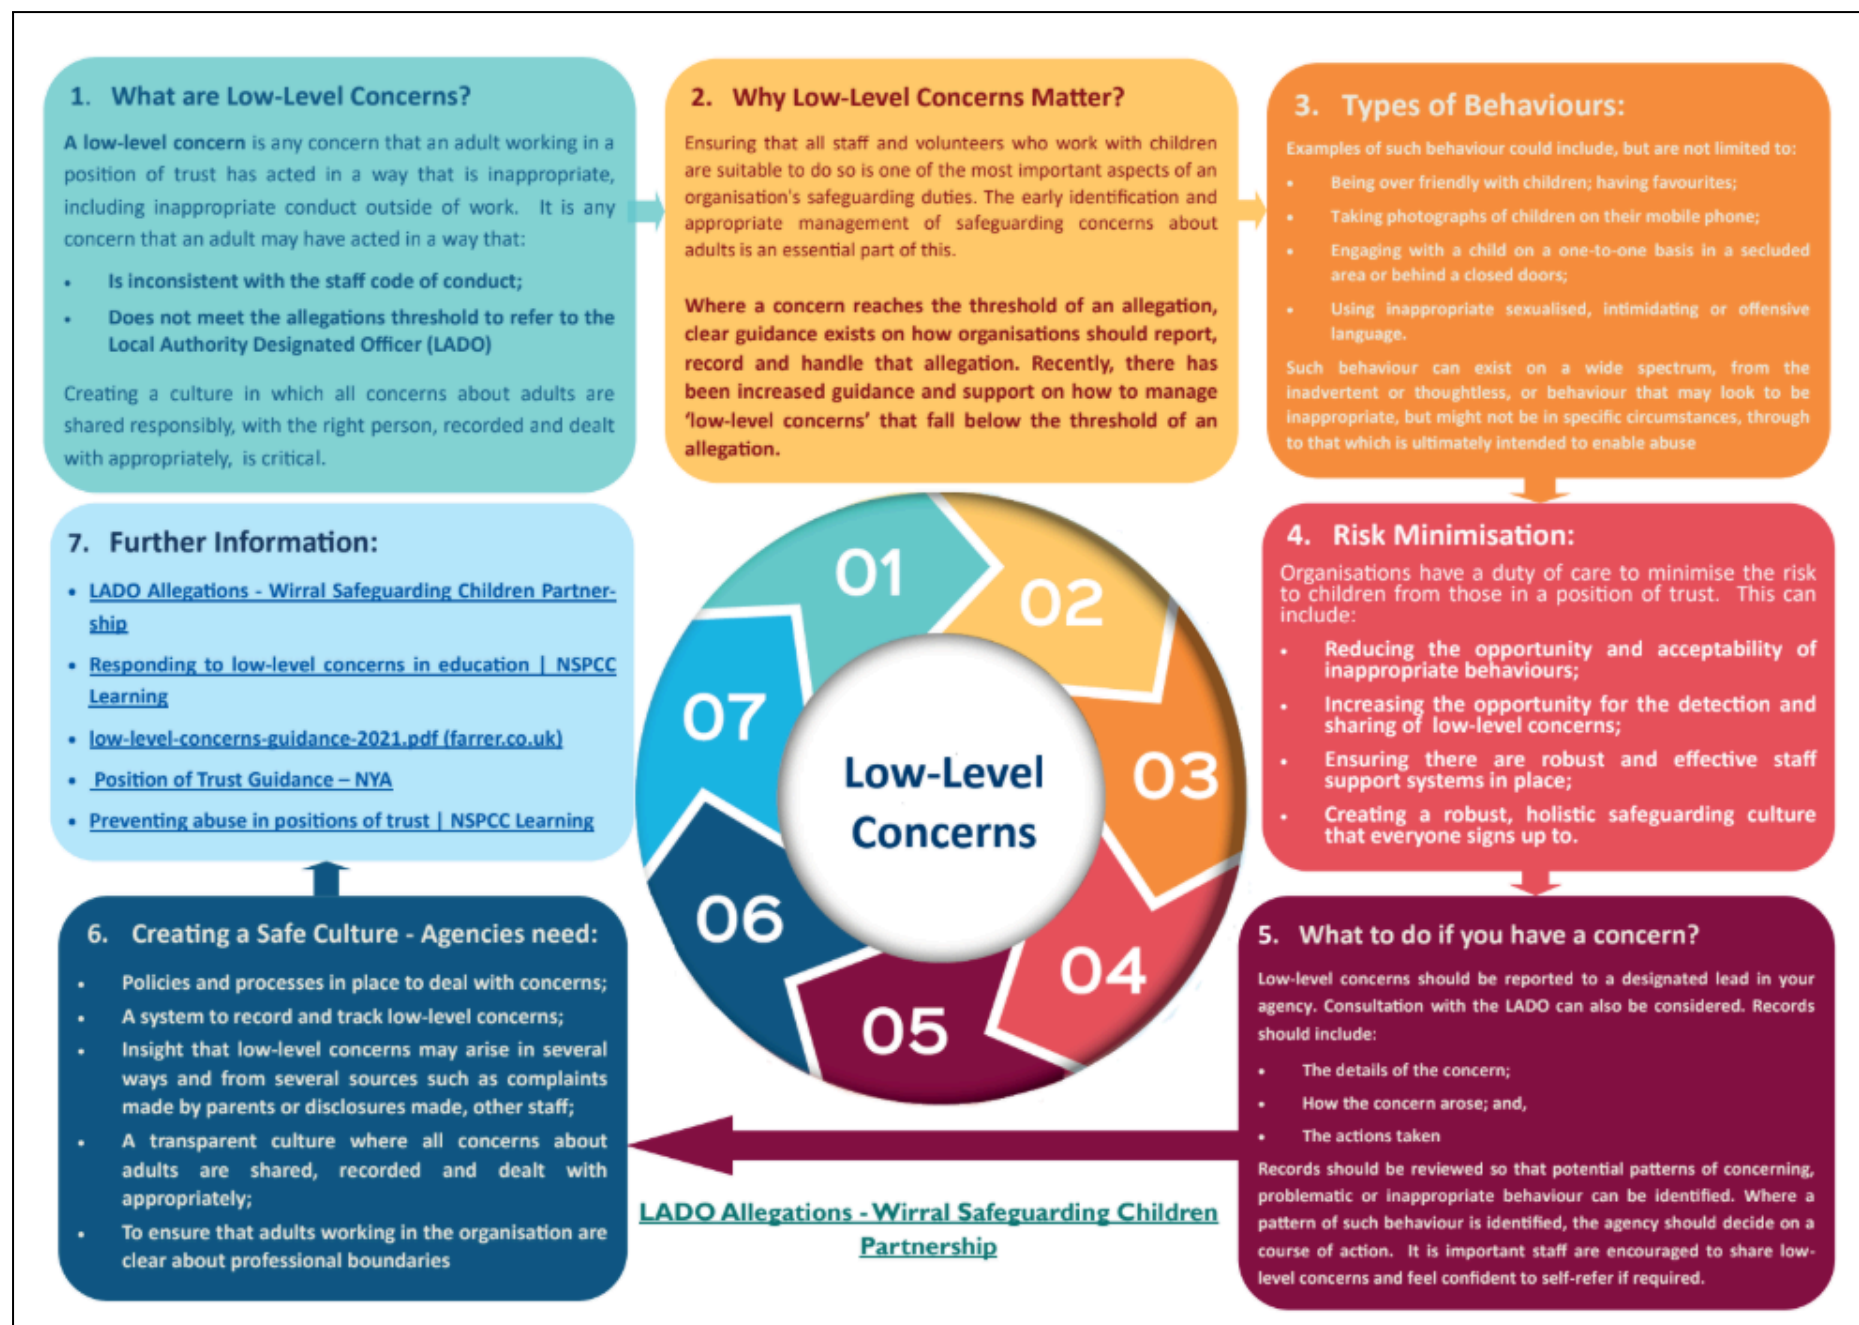 1. What are Low-Level Concerns?
A low-level concern is any concern that an adult working in a
position of trust has acted in a way that is inappropriate,
including inappropriate conduct outside of work. It is any
concern that an adult may have acted in a way that:
• Is inconsistent with the staff code of conduct;
• Does not meet the allegations threshold to refer to the
Local Authority Designated Officer (LADO)
Creating a culture in which all concerns about adults are
shared responsibly, with the right person, recorded and dealt
with appropriately, is critical.
2. Why Low-Level Concerns Matter?
Ensuring that all staff and volunteers who work with children
are suitable to do so is one of the most important aspects of an
organisation's safeguarding duties. The early identification and
appropriate management of safeguarding concerns about
adults is an essential part of this.
Where a concern reaches the threshold of an allegation,
clear guidance exists on how organisations should report,
record and handle that allegation. Recently, there has
been increased guidance and support on how to manage
‘low-level concerns’ that fall below the threshold of an
allegation.
3. Types of Behaviours:
Examples of such behaviour could include, but are not limited to:
• Being over friendly with children; having favourites;
• Taking photographs of children on their mobile phone;
• Engaging with a child on a one-to-one basis in a secluded
area or behind a closed doors;
• Using inappropriate sexualised, intimidating or offensive
language.
Such behaviour can exist on a wide spectrum, from the
inadvertent or thoughtless, or behaviour that may look to be
inappropriate, but might not be in specific circumstances, through
to that which is ultimately intended to enable abuse
4. Risk Minimisation:
Organisations have a duty of care to minimise the risk
to children from those in a position of trust. This can
include:
• Reducing the opportunity and acceptability of
inappropriate behaviours;
• Increasing the opportunity for the detection and
sharing of low-level concerns;
• Ensuring there are robust and effective staff
support systems in place;
• Creating a robust, holistic safeguarding culture
that everyone signs up to.
5. What to do if you have a concern?
Low-level concerns should be reported to a designated lead in your
agency. Consultation with the LADO can also be considered. Records
should include:
• The details of the concern;
• How the concern arose; and,
• The actions taken
Records should be reviewed so that potential patterns of concerning,
problematic or inappropriate behaviour can be identified. Where a
pattern of such behaviour is identified, the agency should decide on a
course of action. It is important staff are encouraged to share low-
level concerns and feel confident to self-refer if required.
6. Creating a Safe Culture - Agencies need:
• Policies and processes in place to deal with concerns;
• A system to record and track low-level concerns;
• Insight that low-level concerns may arise in several
ways and from several sources such as complaints
made by parents or disclosures made, other staff;
• A transparent culture where all concerns about
adults are shared, recorded and dealt with
appropriately;
• To ensure that adults working in the organisation are
clear about professional boundaries
7. Further Information:
• LADO Allegations - Wirral Safeguarding Children Partner-
ship
• Responding to low-level concerns in education | NSPCC
Learning
• low-level-concerns-guidance-2021.pdf (farrer.co.uk)
• Position of Trust Guidance – NYA
• Preventing abuse in positions of trust | NSPCC Learning
01
02
03
04
05
06
07
Low-Level
Concerns
LADO Allegations - Wirral Safeguarding Children
Partnership